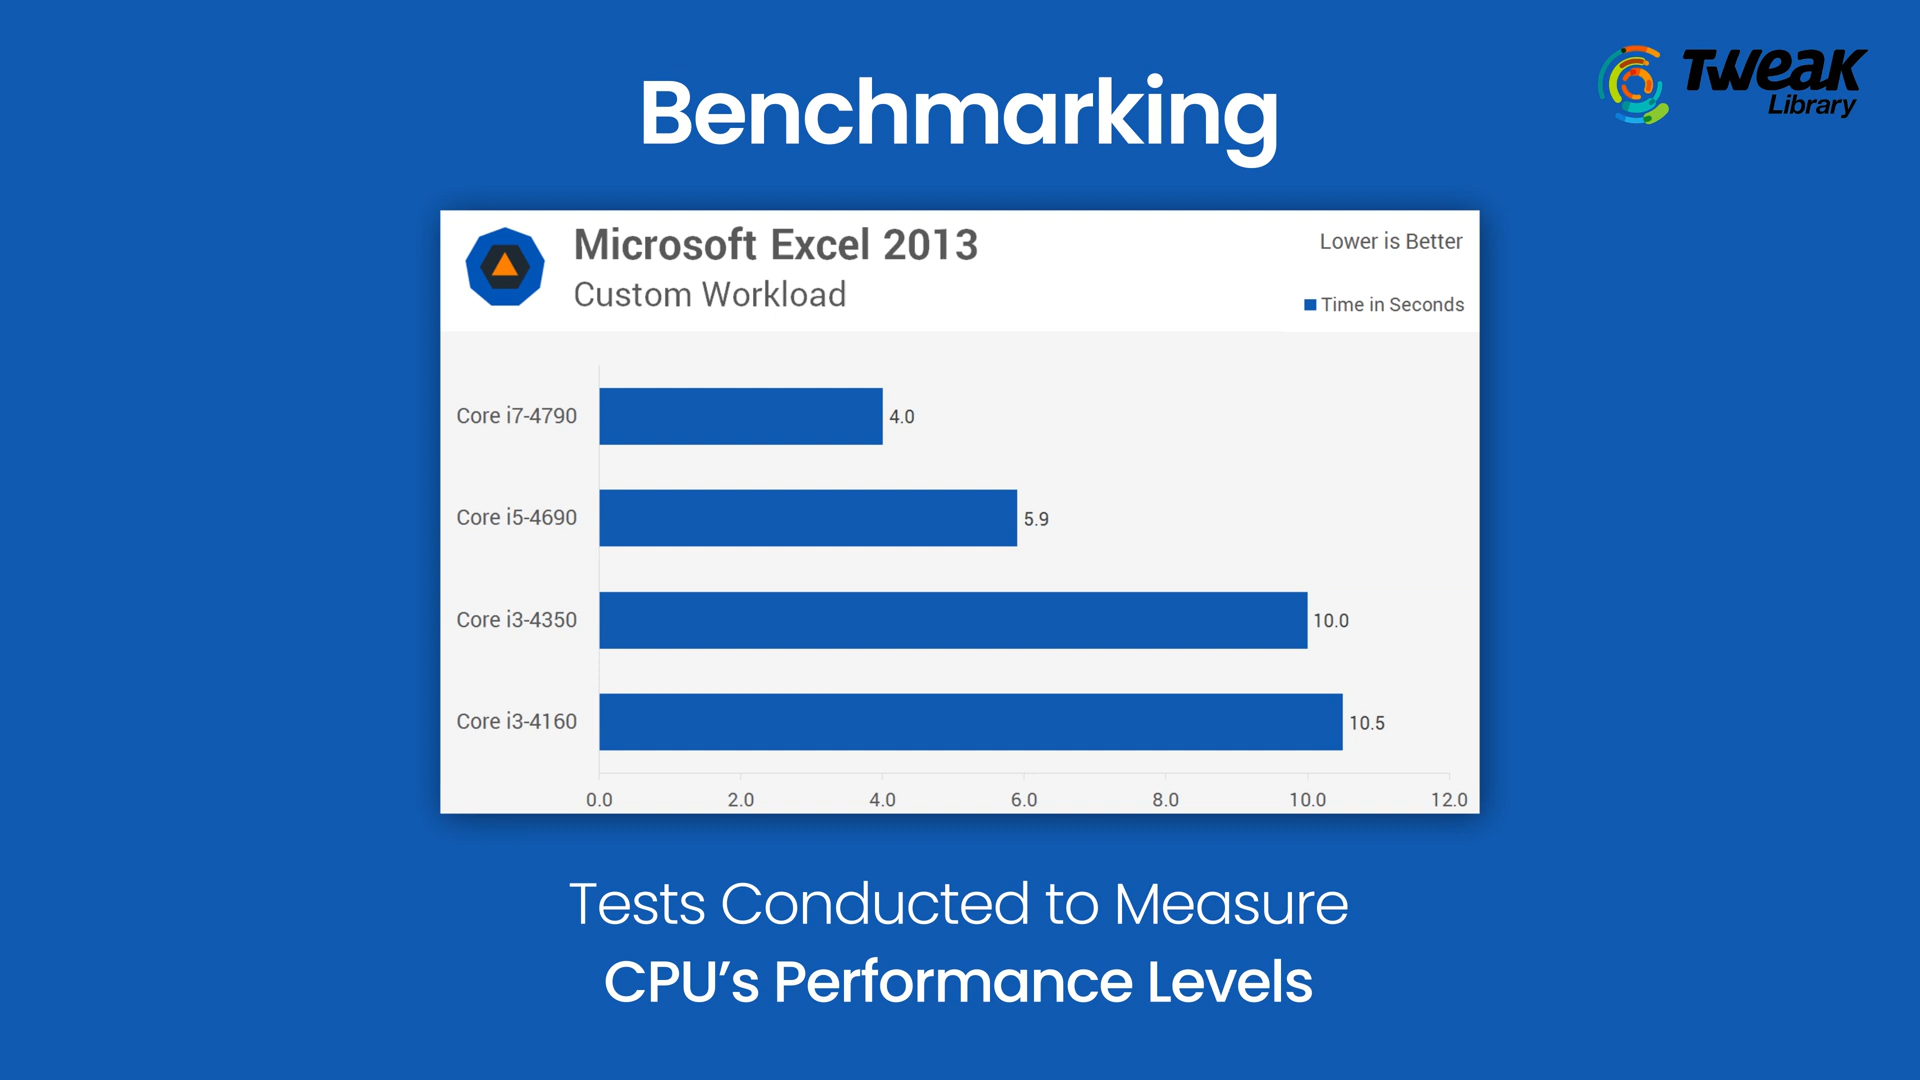 Benchmarking
TWeaK
Library
Microsoft Excel 2013
Lower is Better
Custom Workload
Time in Seconds
Core i7-4790
4.0
Core i5-4690
5.9
Core i3-4350
10.0
Core i3-4160
10.5
0.0 2.0 4.0 6.0 8.0 10.0 12.0
Tests Conducted to Measure
CPU’s Performance Levels